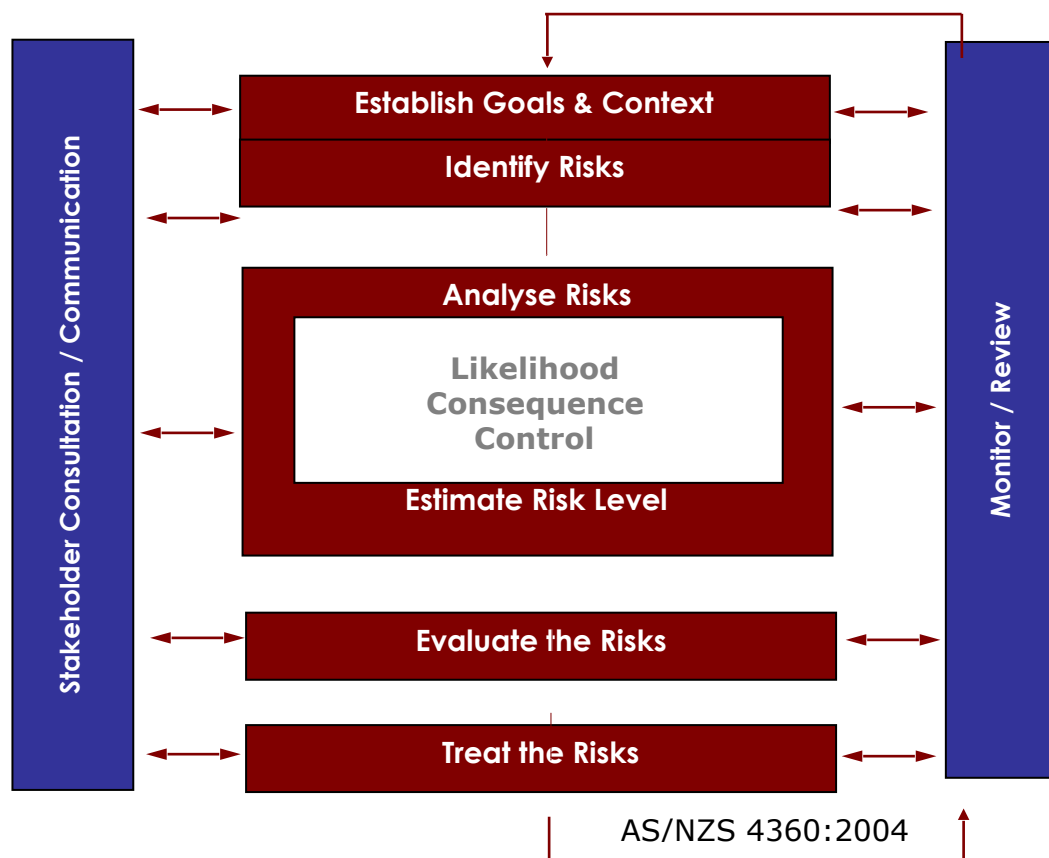 Stakeholder Consultation / Communication
Establish Goals & Context
Identify Risks
Analyse Risks
Likelihood
Consequence
Control
Estimate Risk Level
Evaluate the Risks
Treat the Risks
Monitor / Review
AS/NZS 4360:2004